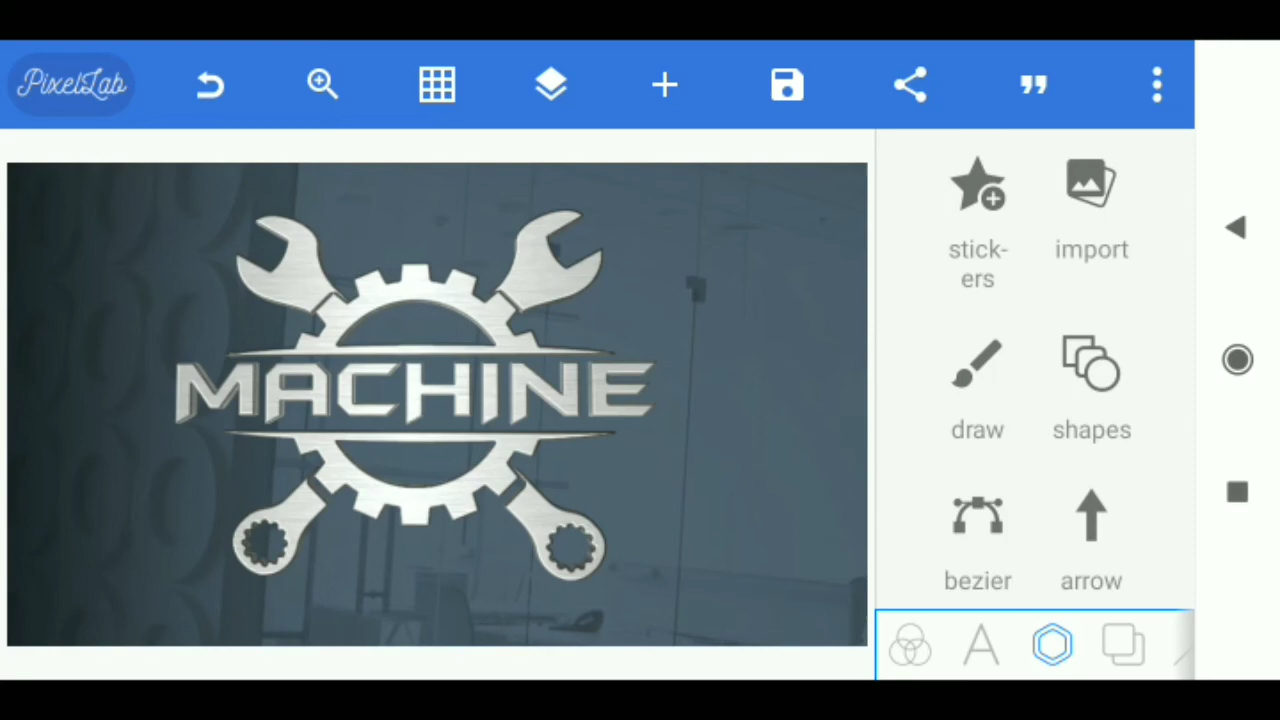 PixelLab
MACHINE
stick-
ers
import
draw
shapes
bezier
arrow